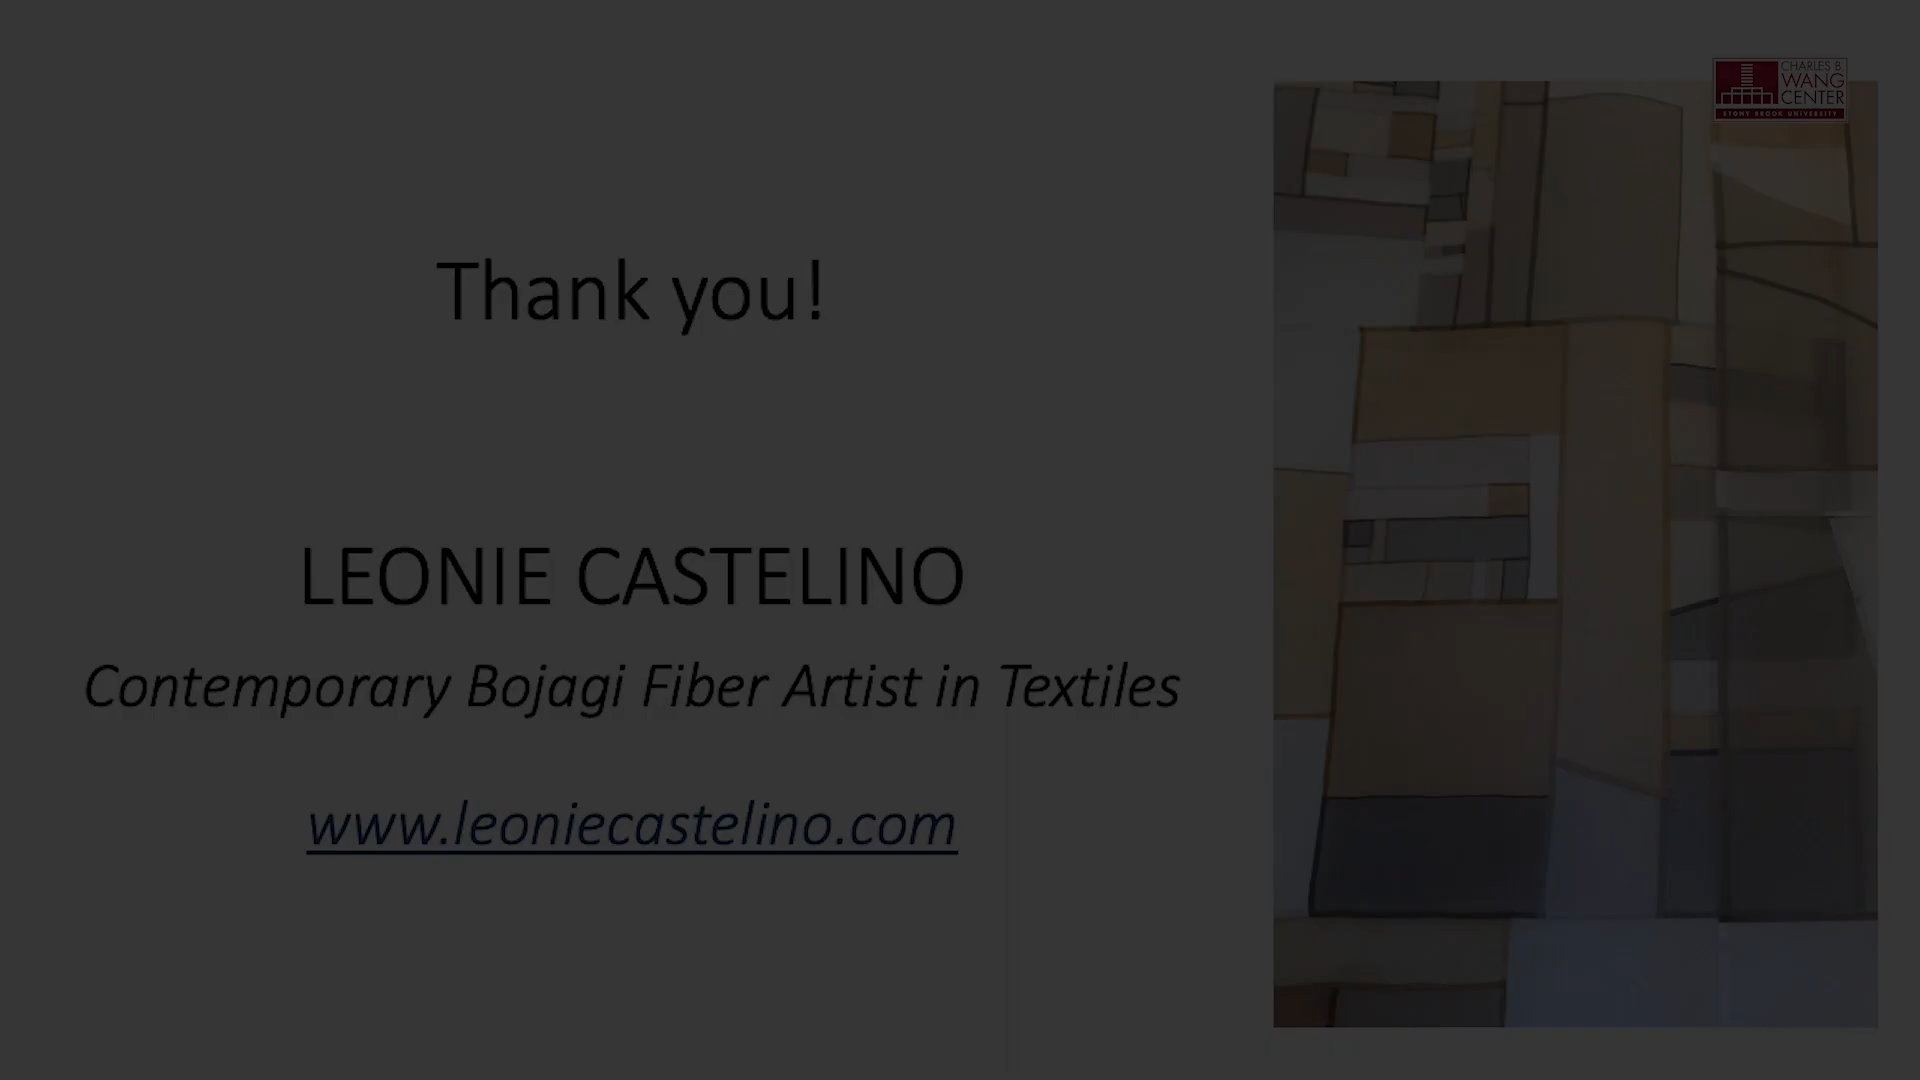 Thank you!
LEONIE CASTELINO
Contemporary Bojagi Fiber Artist in Textiles
www.leoniecastelino.com
CHARLES B
WANG
CENTER
STONY BROOK UNIVERSITY